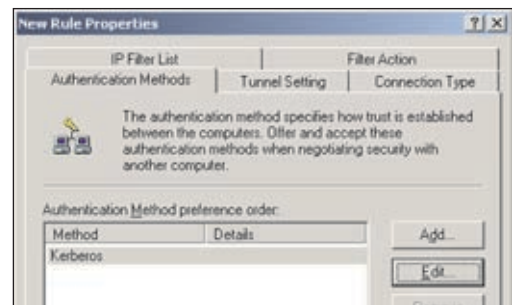 New Rule Properties
IP Filter List Filter Action
Authentication Methods Tunnel Setting Connection Type
The authentication method specifies how trust is established
between the computers. Offer and accept these
authentication methods when negotiating security with
another computer.
Authentication Method preference order:
Method Details Add...
Kerberos
Edit...